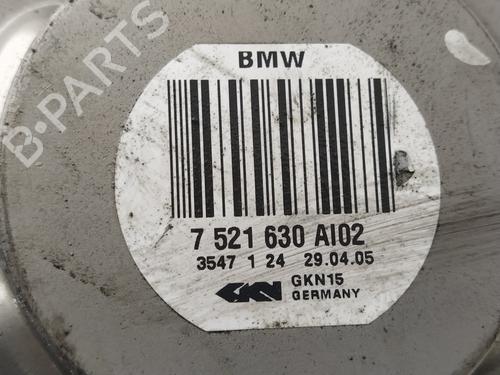 BMW
7 521 630 AI02
3547 1 24 29.04.05
GKN
GKN15
GERMANY
B-PARTS